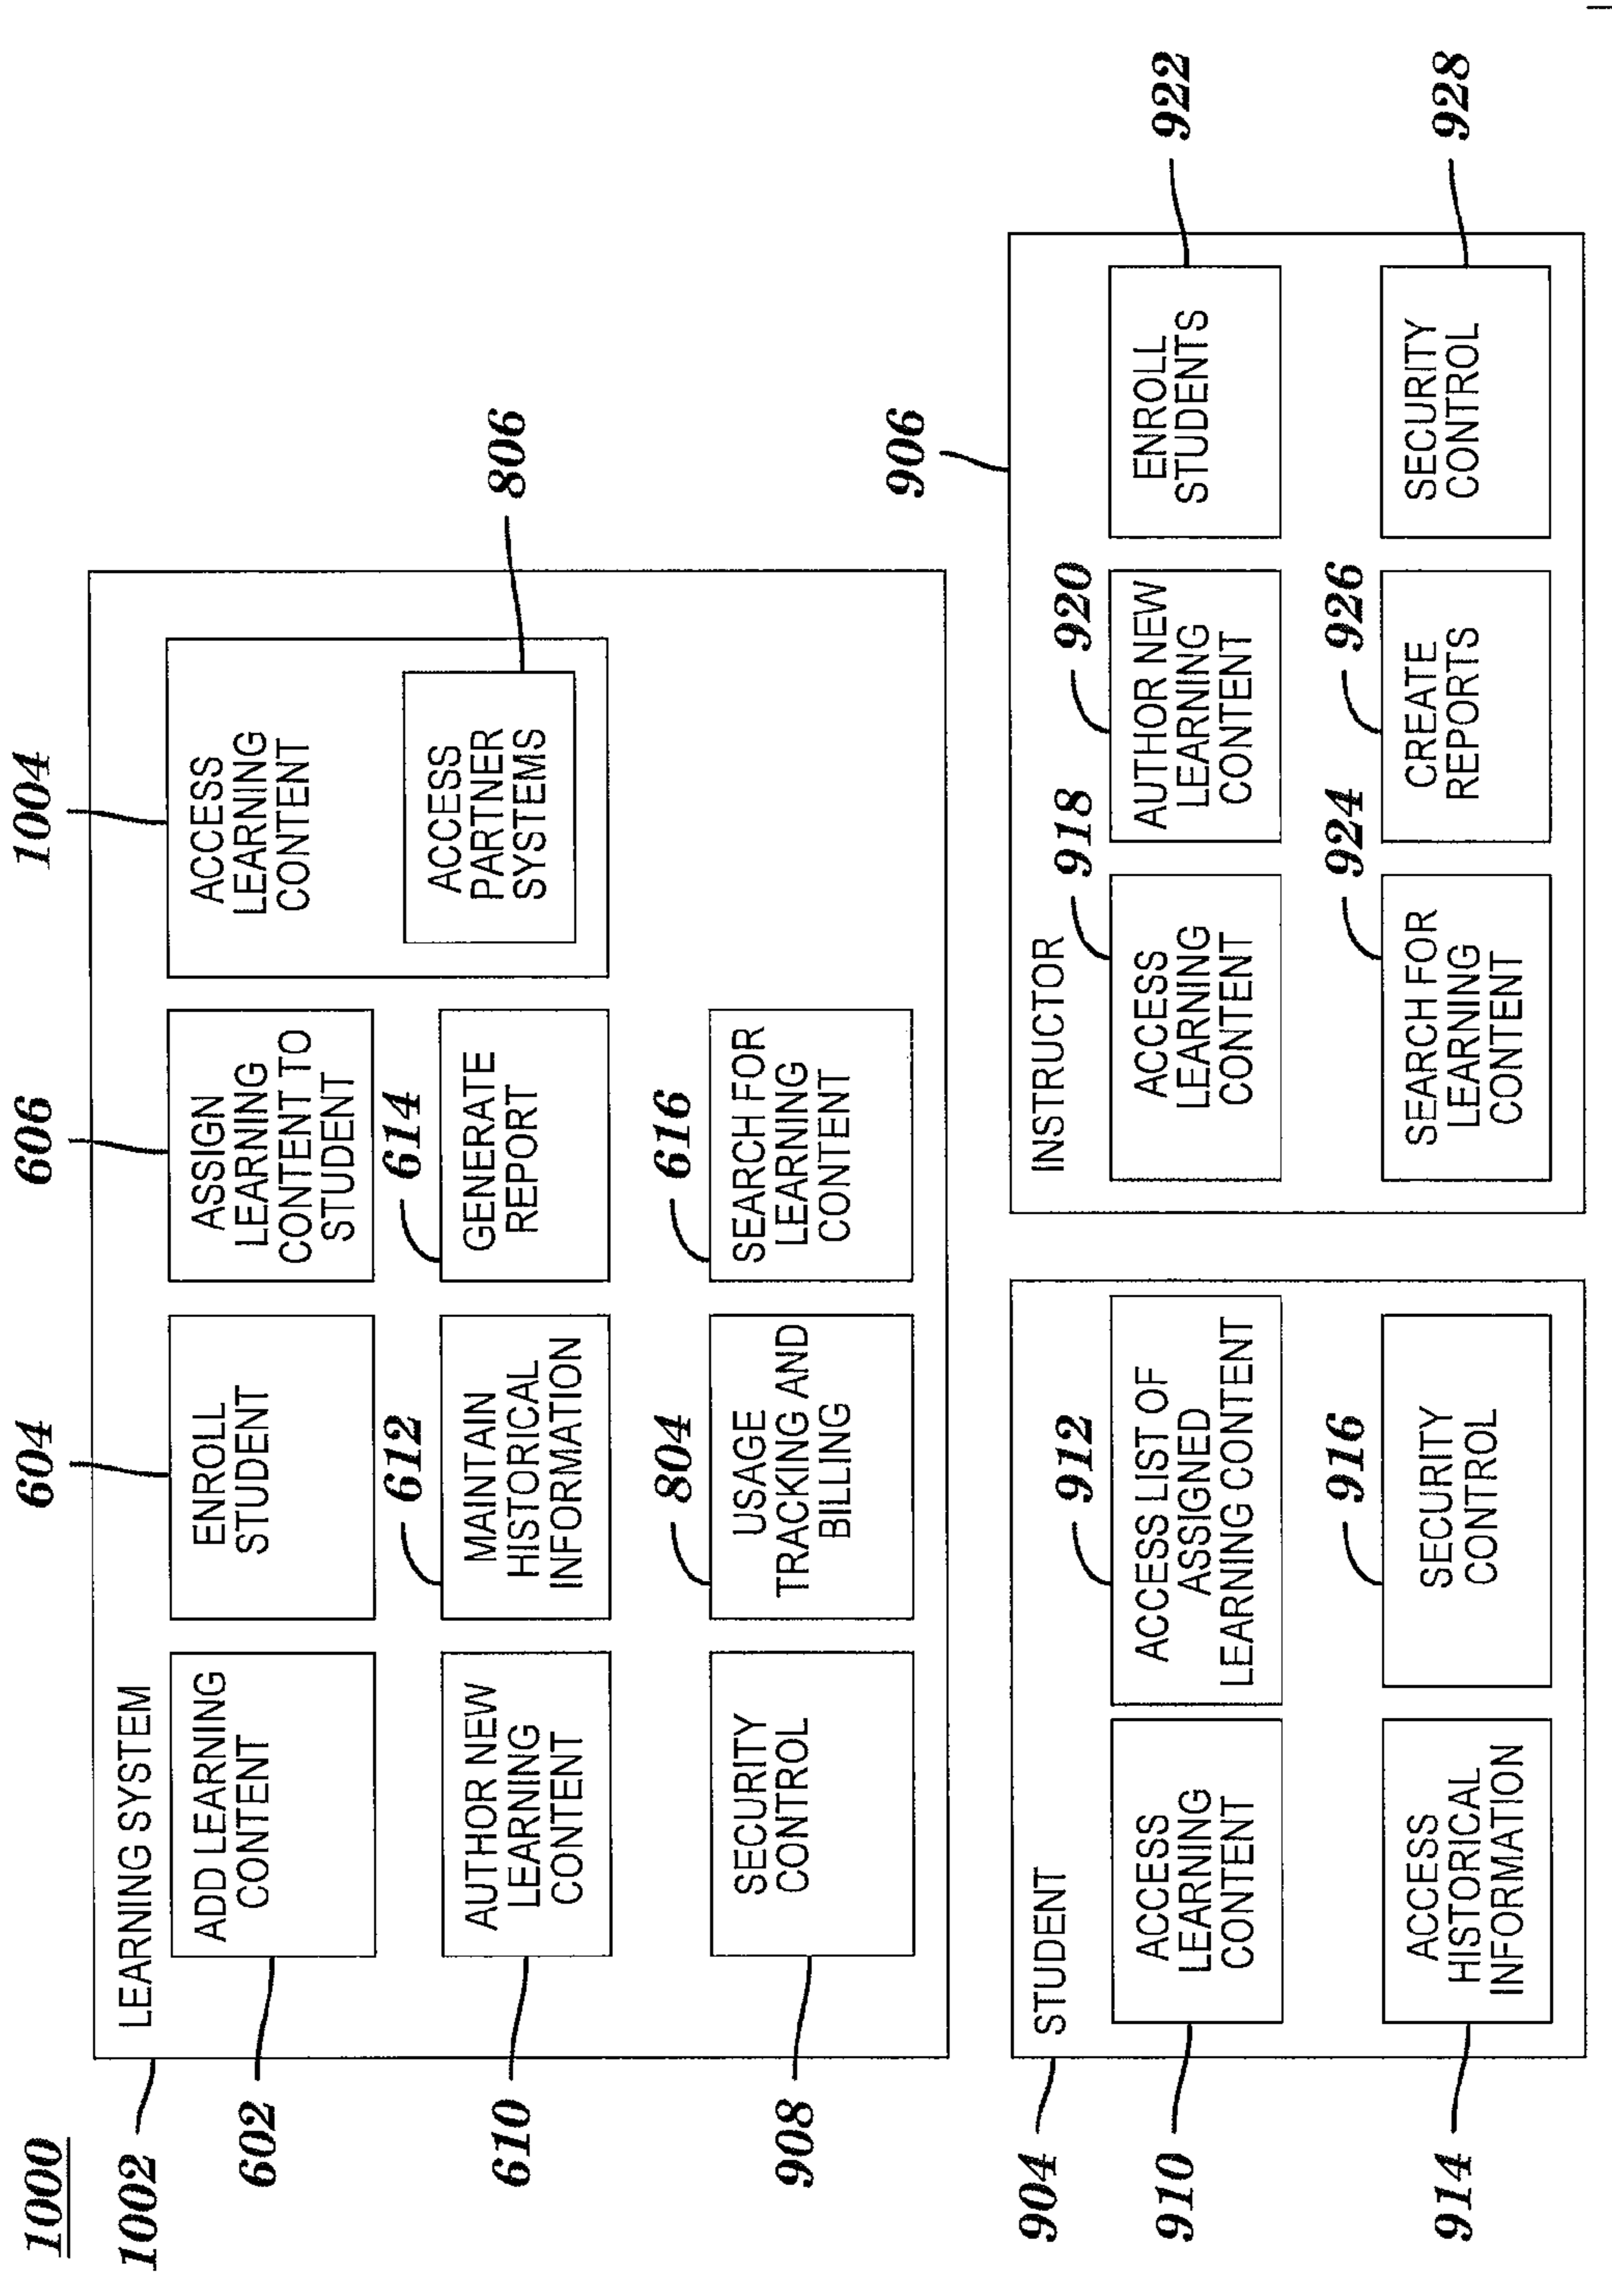 1000
1002
LEARNING SYSTEM
604
606
1004
602
ADD LEARNING
CONTENT
ENROLL
STUDENT
ASSIGN
LEARNING
CONTENT TO
STUDENT
ACCESS
LEARNING
CONTENT
612
614
610
AUTHOR NEW
LEARNING
CONTENT
MAINTAIN
HISTORICAL
INFORMATION
GENERATE
REPORT
ACCESS
PARTNER
SYSTEMS
806
804
616
908
SECURITY
CONTROL
USAGE
TRACKING AND
BILLING
SEARCH FOR
LEARNING
CONTENT
904
STUDENT
912
910
ACCESS
LEARNING
CONTENT
ACCESS LIST OF
ASSIGNED
LEARNING CONTENT
916
914
ACCESS
HISTORICAL
INFORMATION
SECURITY
CONTROL
906
INSTRUCTOR
918
920
ACCESS
LEARNING
CONTENT
AUTHOR NEW
LEARNING
CONTENT
ENROLL
STUDENTS
922
924
926
SEARCH FOR
LEARNING
CONTENT
CREATE
REPORTS
SECURITY
CONTROL
928